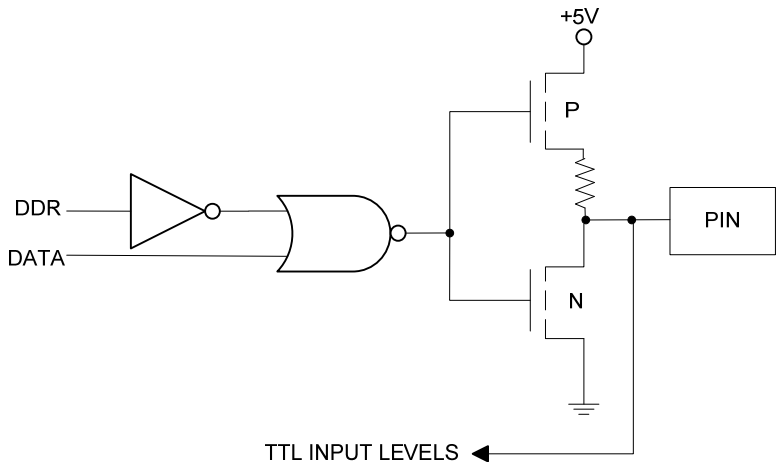 +5V
P
DDR
DATA
PIN
N
TTL INPUT LEVELS